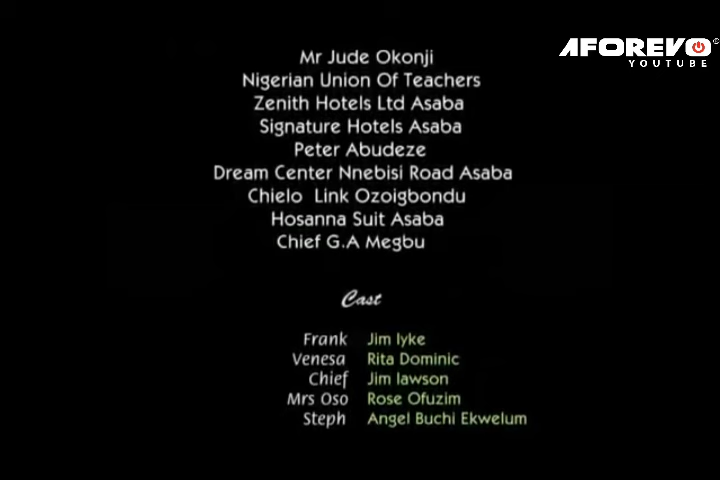 AFOREVO
YOUTUBE
Mr Jude Okonji
Nigerian Union Of Teachers
Zenith Hotels Ltd Asaba
Signature Hotels Asaba
Peter Abudeze
Dream Center Nnebisi Road Asaba
Chielo Link Ozoigbondu
Hosanna Suit Asaba
Chief G.A Megbu
Cast
Frank Jim Iyke
Venesa Rita Dominic
Chief Jim lawson
Mrs Oso Rose Ofuzim
Steph Angel Buchi Ekwelum